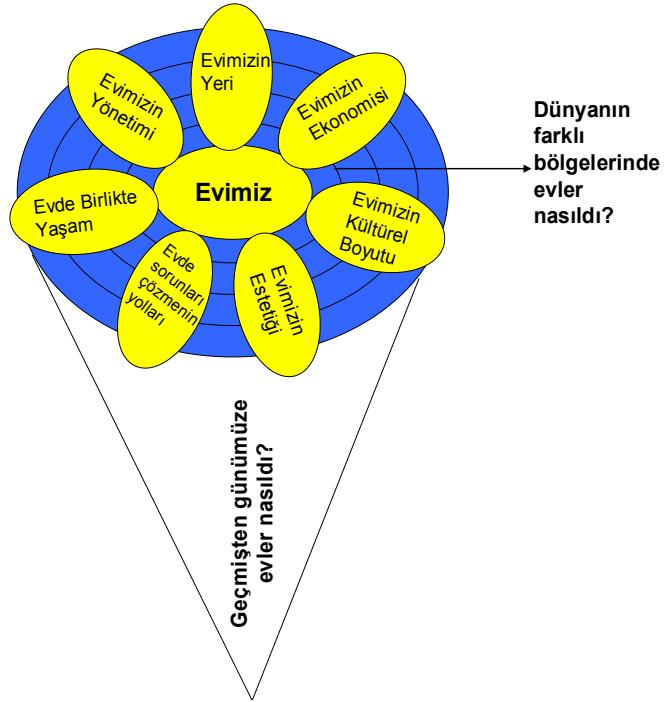 Evimizin
Yeri
Evimizin
Yönetimi
Evimizin
Ekonomisi
Dünyanın
farklı
bölgelerinde
evler
nasıldı?
Evimiz
Evde Birlikte
Yaşam
Evimizin
Kültürel
Boyutu
Evde
sorunları
çözmenin
yolları
Evimizin
Estetiği
Geçmişten günümüze
evler nasıldı?